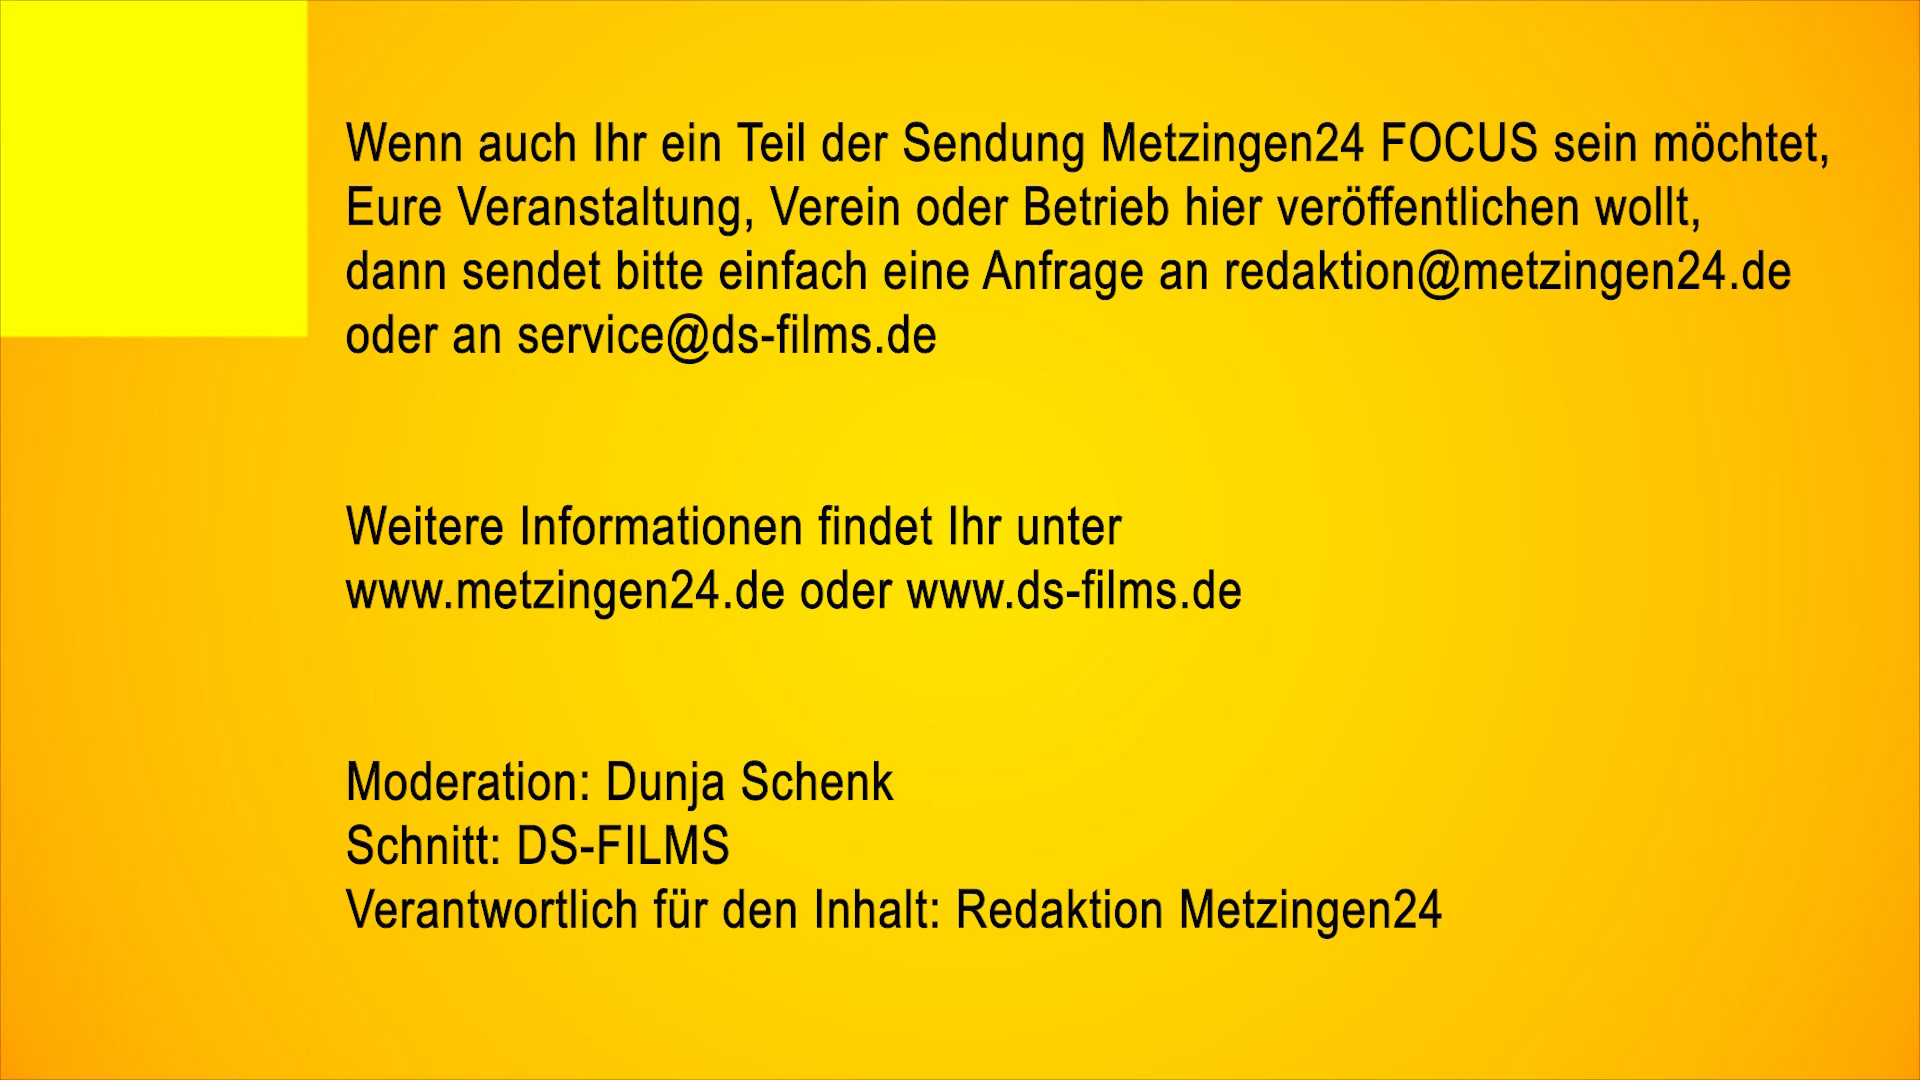 Wenn auch Ihr ein Teil der Sendung Metzingen24 FOCUS sein möchtet,
Eure Veranstaltung, Verein oder Betrieb hier veröffentlichen wollt,
dann sendet bitte einfach eine Anfrage an redaktion@metzingen24.de
oder an service@ds-films.de
Weitere Informationen findet Ihr unter
www.metzingen24.de oder www.ds-films.de
Moderation: Dunja Schenk
Schnitt: DS-FILMS
Verantwortlich für den Inhalt: Redaktion Metzingen24